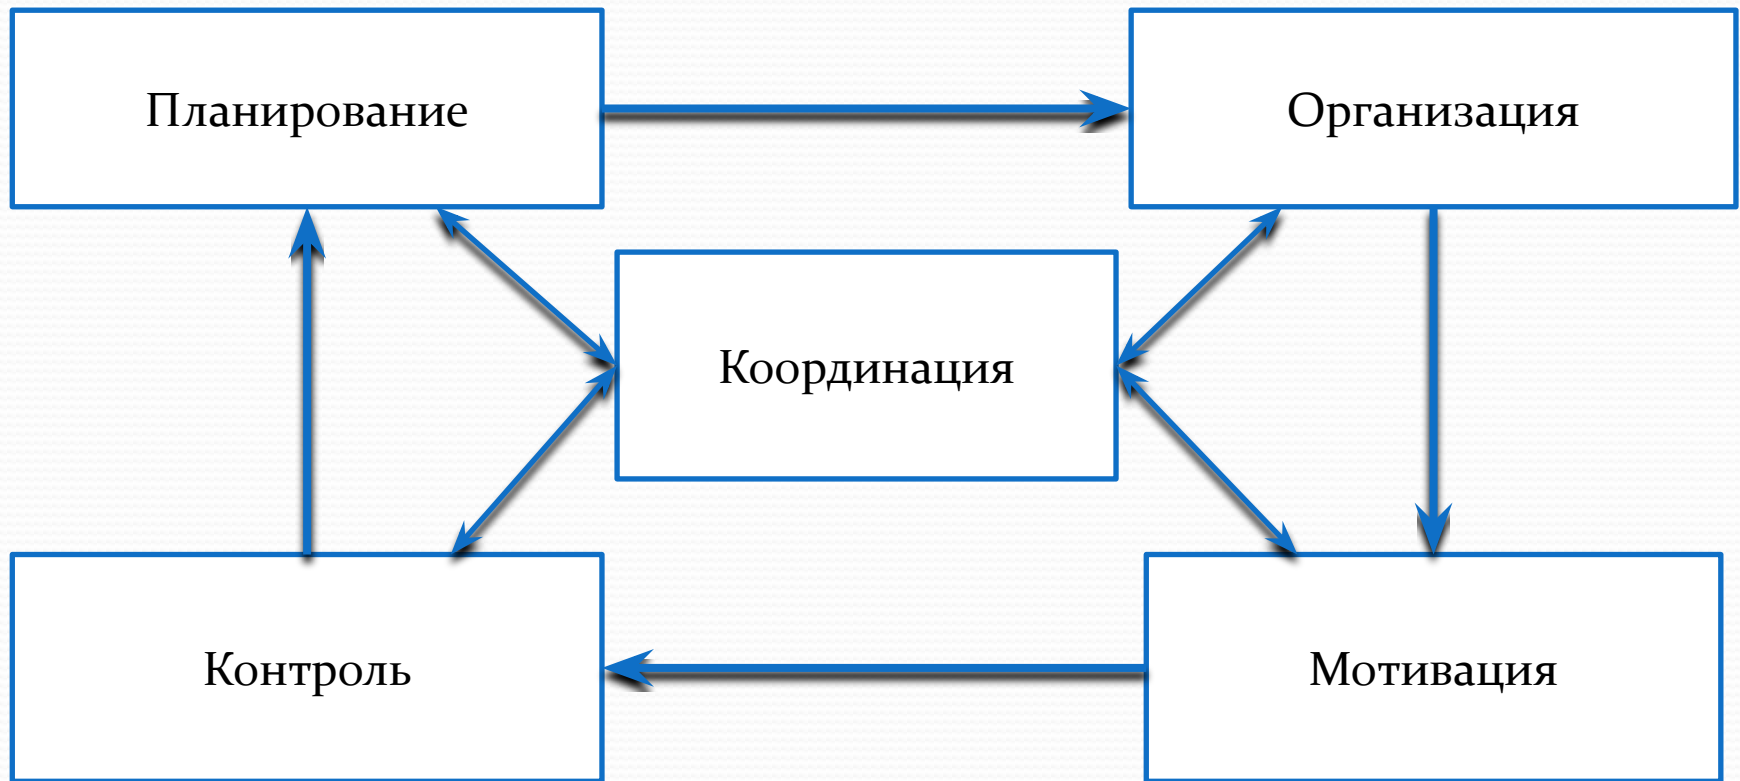 Планирование
Организация
Координация
Контроль
Мотивация